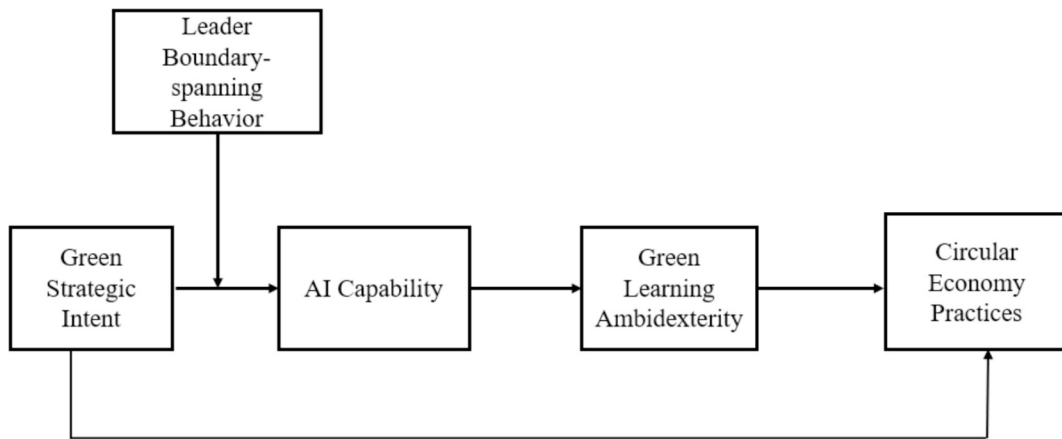 Leader
Boundary-
spanning
Behavior
Green
Strategic
Intent
AI Capability
Green
Learning
Ambidexterity
Circular
Economy
Practices